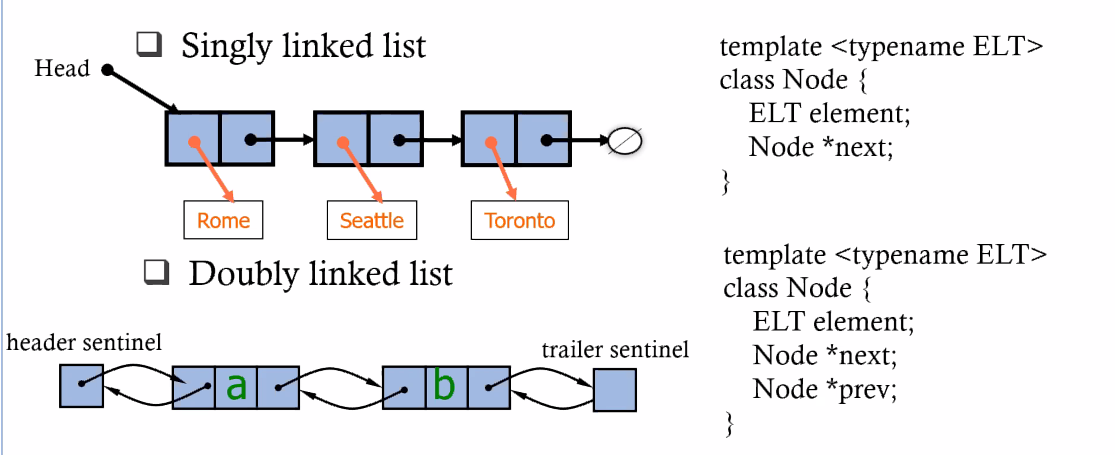 Singly linked list
Head
Rome
Seattle
Toronto
Doubly linked list
header sentinel
trailer sentinel
a
b
template <typename ELT>
class Node {
ELT element;
Node *next;
}
template <typename ELT>
class Node {
ELT element;
Node *next;
Node *prev;
}